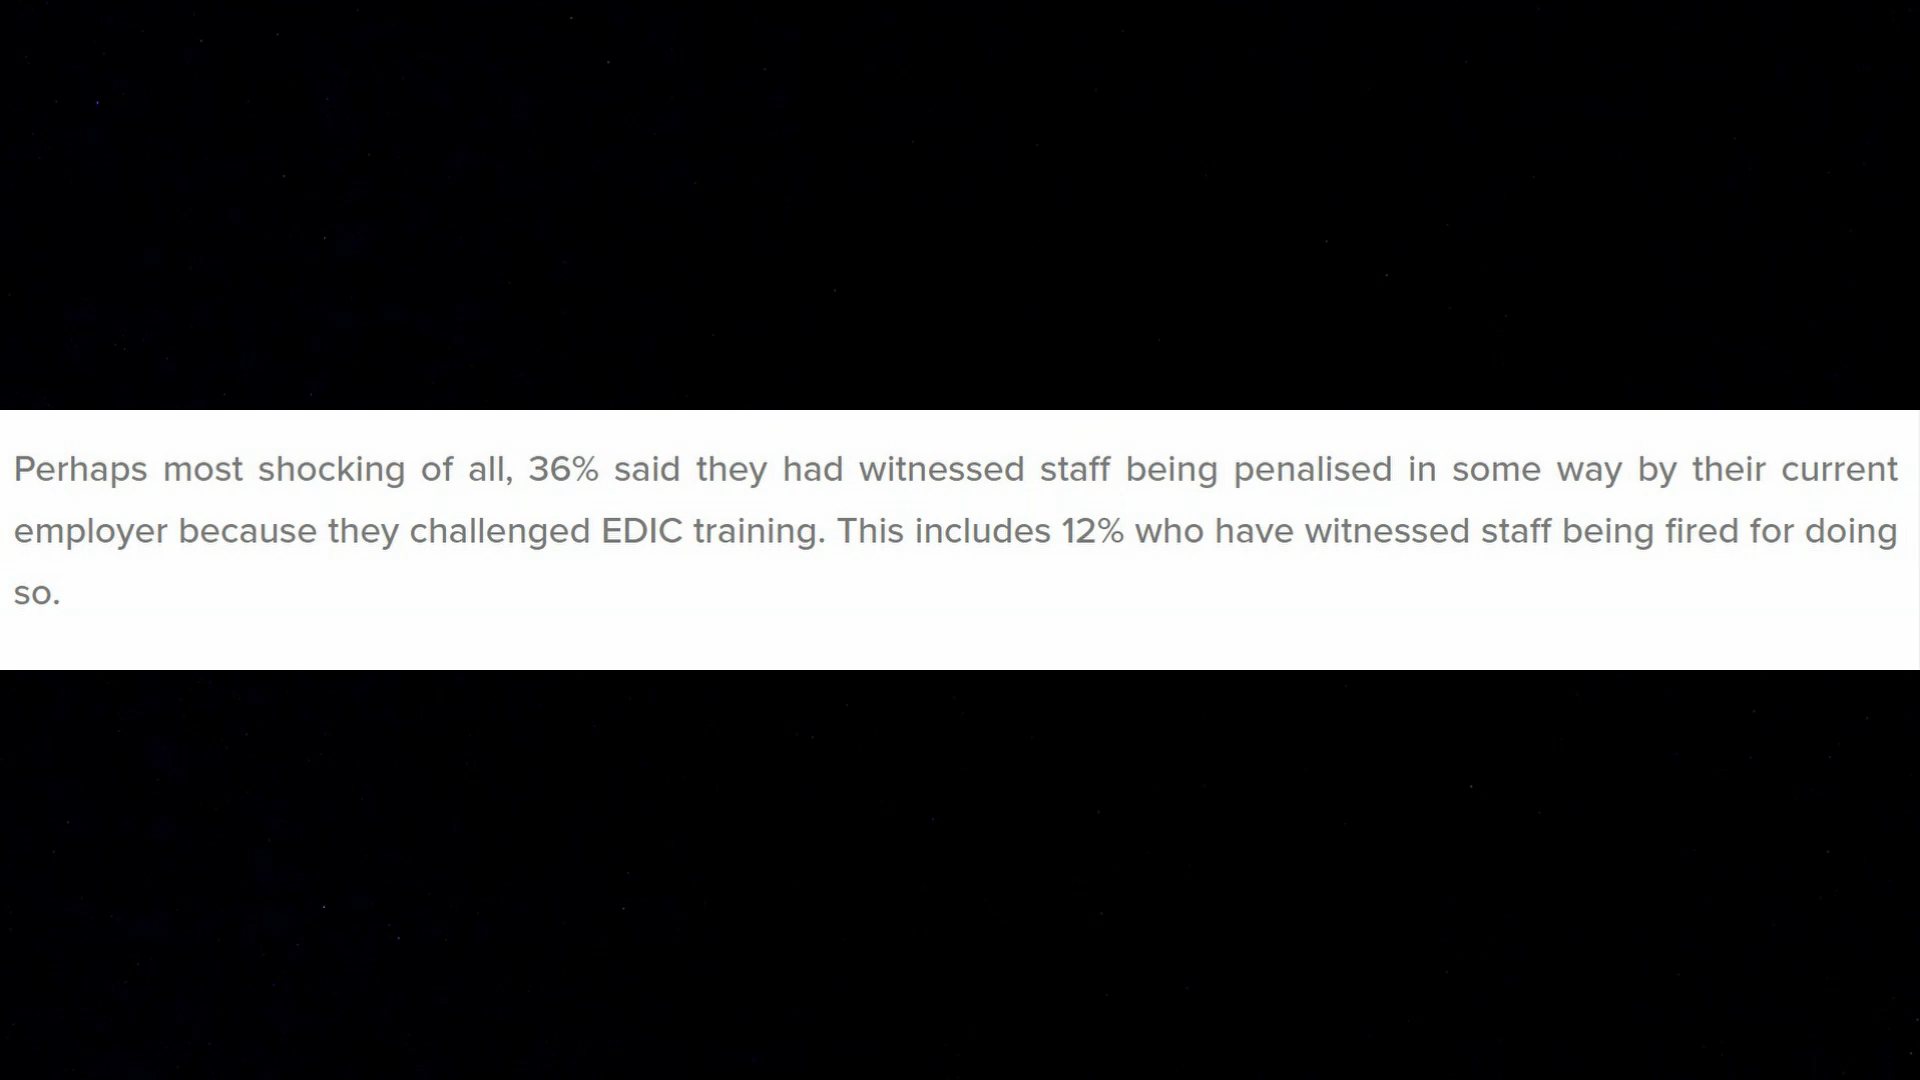 Perhaps most shocking of all, 36% said they had witnessed staff being penalised in some way by their current
employer because they challenged EDIC training. This includes 12% who have witnessed staff being fired for doing
so.